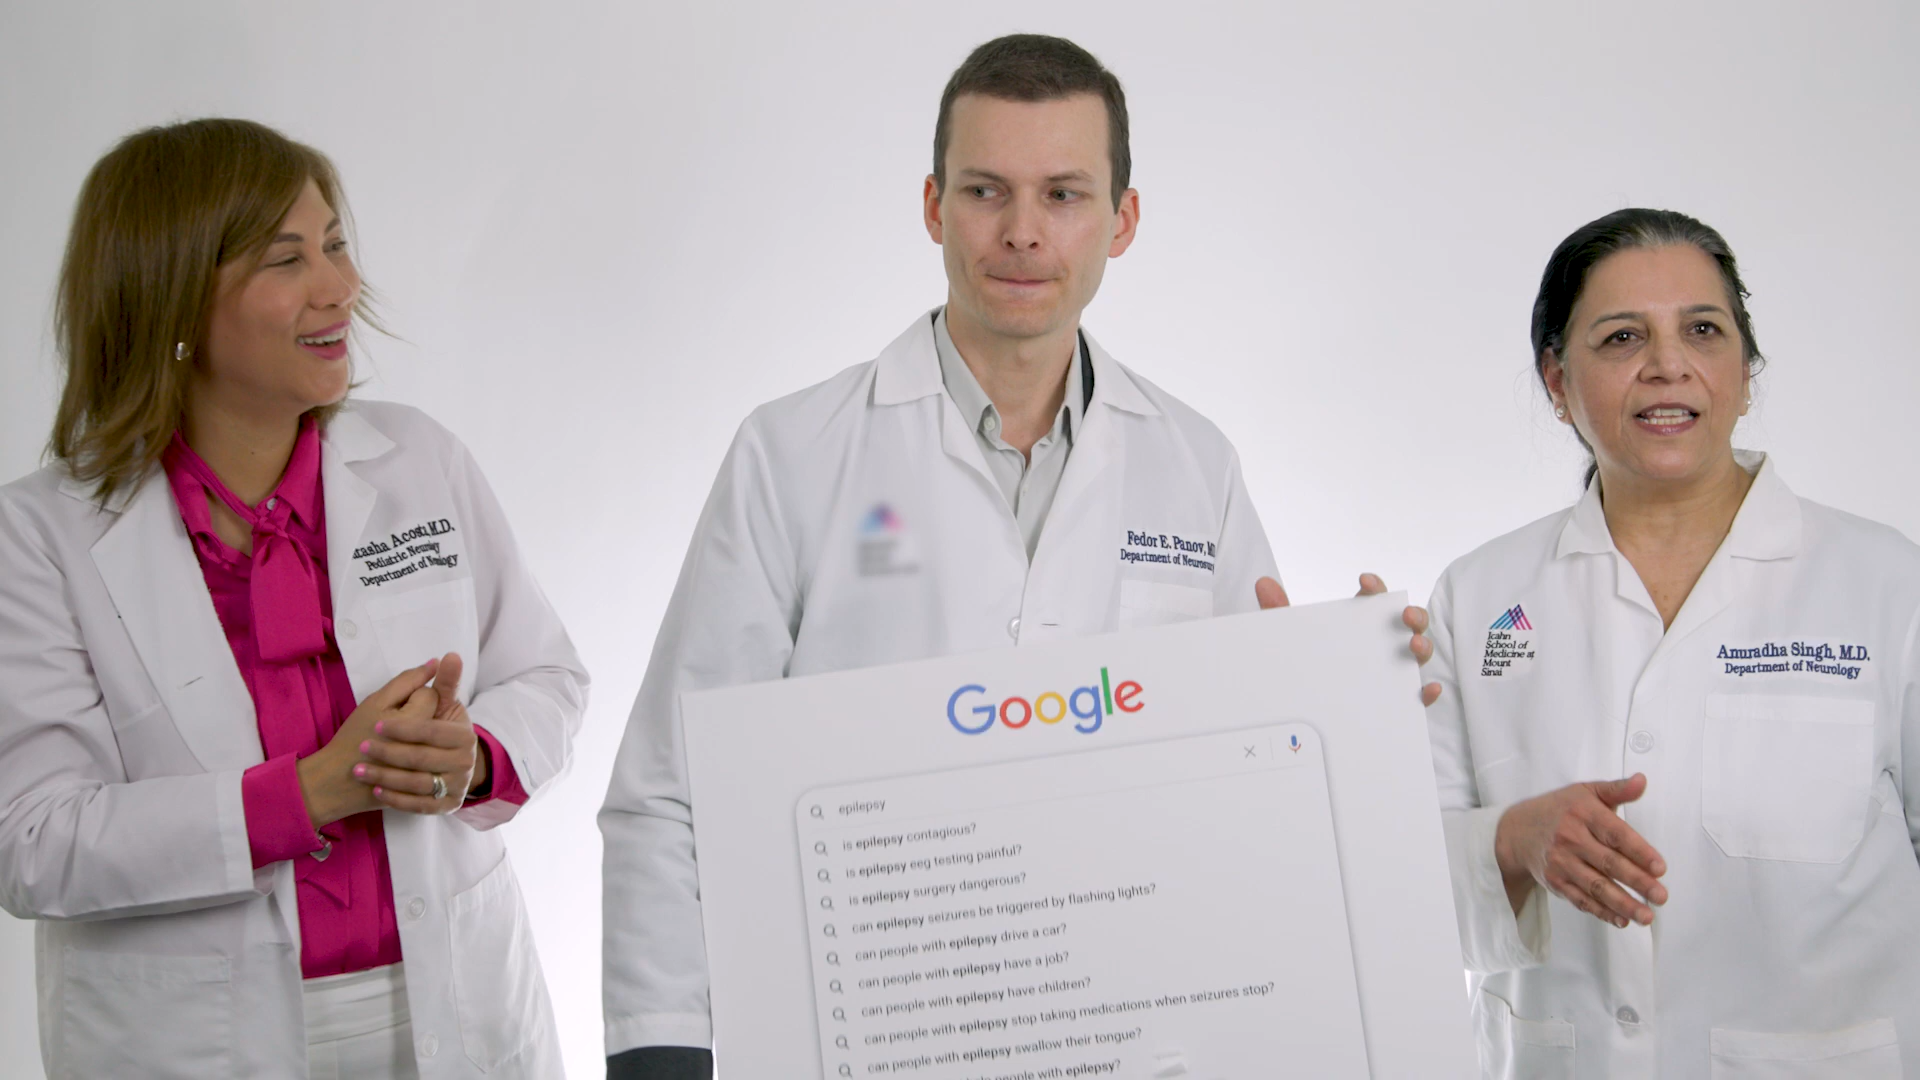 tasha Acosta, M.D.
Pediatric Neurology
Department of Neurology
Fedor E. Panov, M
Department of Neurosu
Icahn
School of
Medicine at
Mount
Sinai
Anuradha Singh, M.D.
Department of Neurology
Google
epilepsy
is epilepsy contagious?
is epilepsy eeg testing painful?
is epilepsy surgery dangerous?
can epilepsy seizures be triggered by flashing lights?
can people with epilepsy drive a car?
can people with epilepsy have a job?
can people with epilepsy have children?
can people with epilepsy stop taking medications when seizures stop?
can people with epilepsy swallow their tongue?
people with epilepsy?